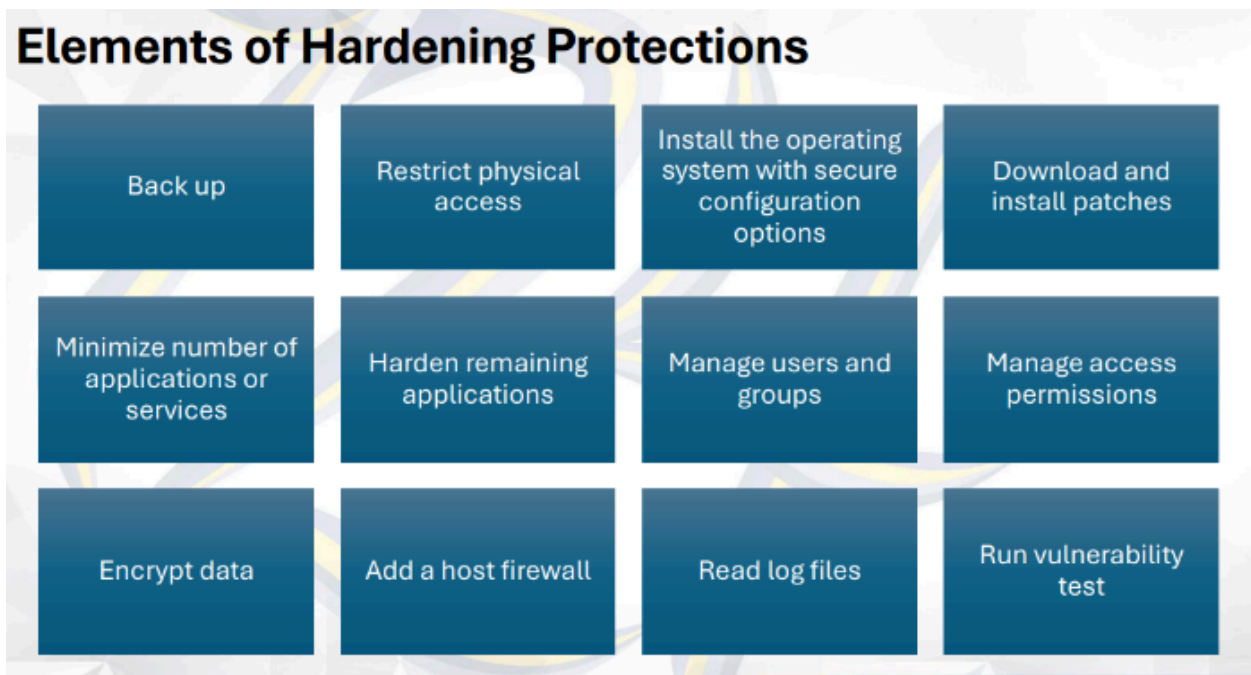 Elements of Hardening Protections
Back up
Restrict physical
access
Install the operating
system with secure
configuration
options
Download and
install patches
Minimize number of
applications or
services
Harden remaining
applications
Manage users and
groups
Manage access
permissions
Encrypt data
Add a host firewall
Read log files
Run vulnerability
test